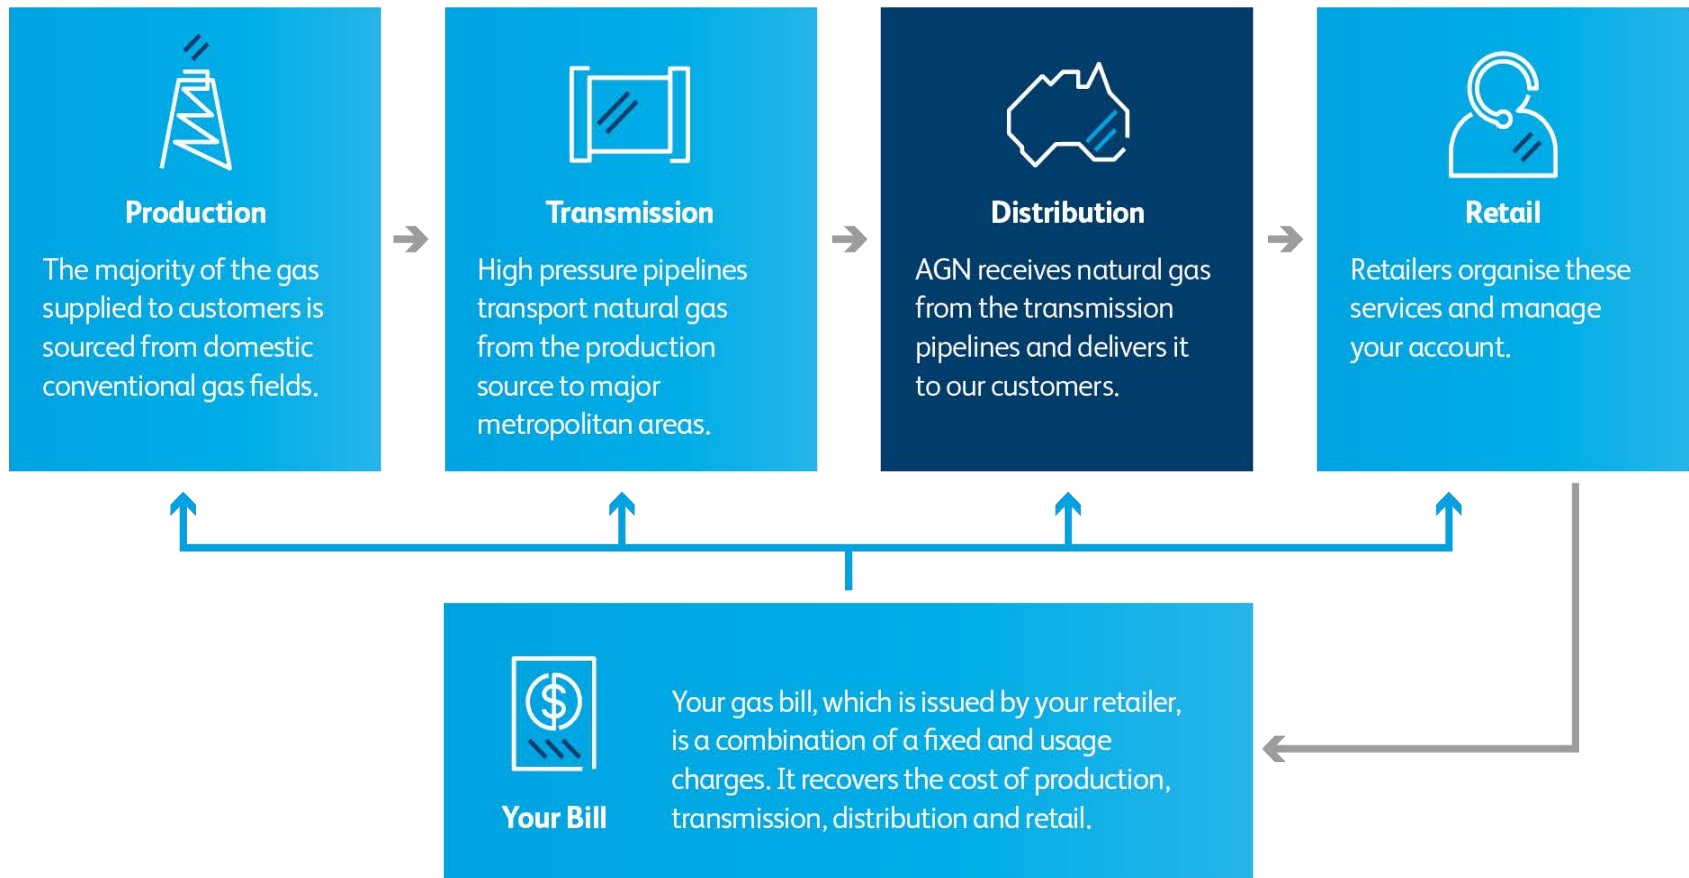 Production
The majority of the gas
supplied to customers is
sourced from domestic
conventional gas fields.
Transmission
High pressure pipelines
transport natural gas
from the production
source to major
metropolitan areas.
Distribution
AGN receives natural gas
from the transmission
pipelines and delivers it
to our customers.
Retail
Retailers organise these
services and manage
your account.
$
Your Bill
Your gas bill, which is issued by your retailer,
is a combination of a fixed and usage
charges. It recovers the cost of production,
transmission, distribution and retail.